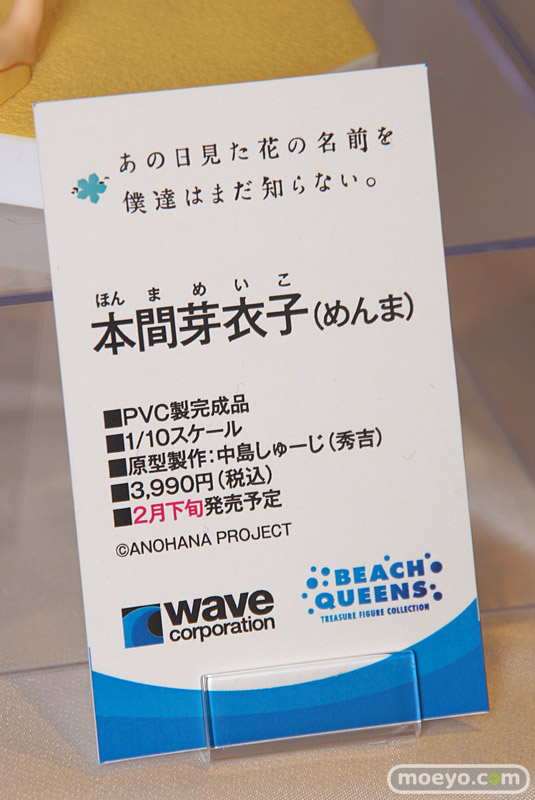 あの日見た花の名前を
僕達はまだ知らない。
ほんまめいこ
本間芽衣子(めんま)
■PVC製完成品
■1/10スケール
■原型製作:中島しゅーじ(秀吉)
■3,990円(税込)
■2月下旬発売予定
©ANOHANA PROJECT
wave
corporation
BEACH
QUEENS
TREASURE FIGURE COLLECTION
moeyo.com